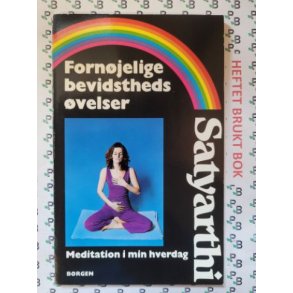 Fornøjelige
bevidstheds
øvelser
Satyarthi
Meditation i min hverdag
BORGEN
HEFTET BRUKT BOK